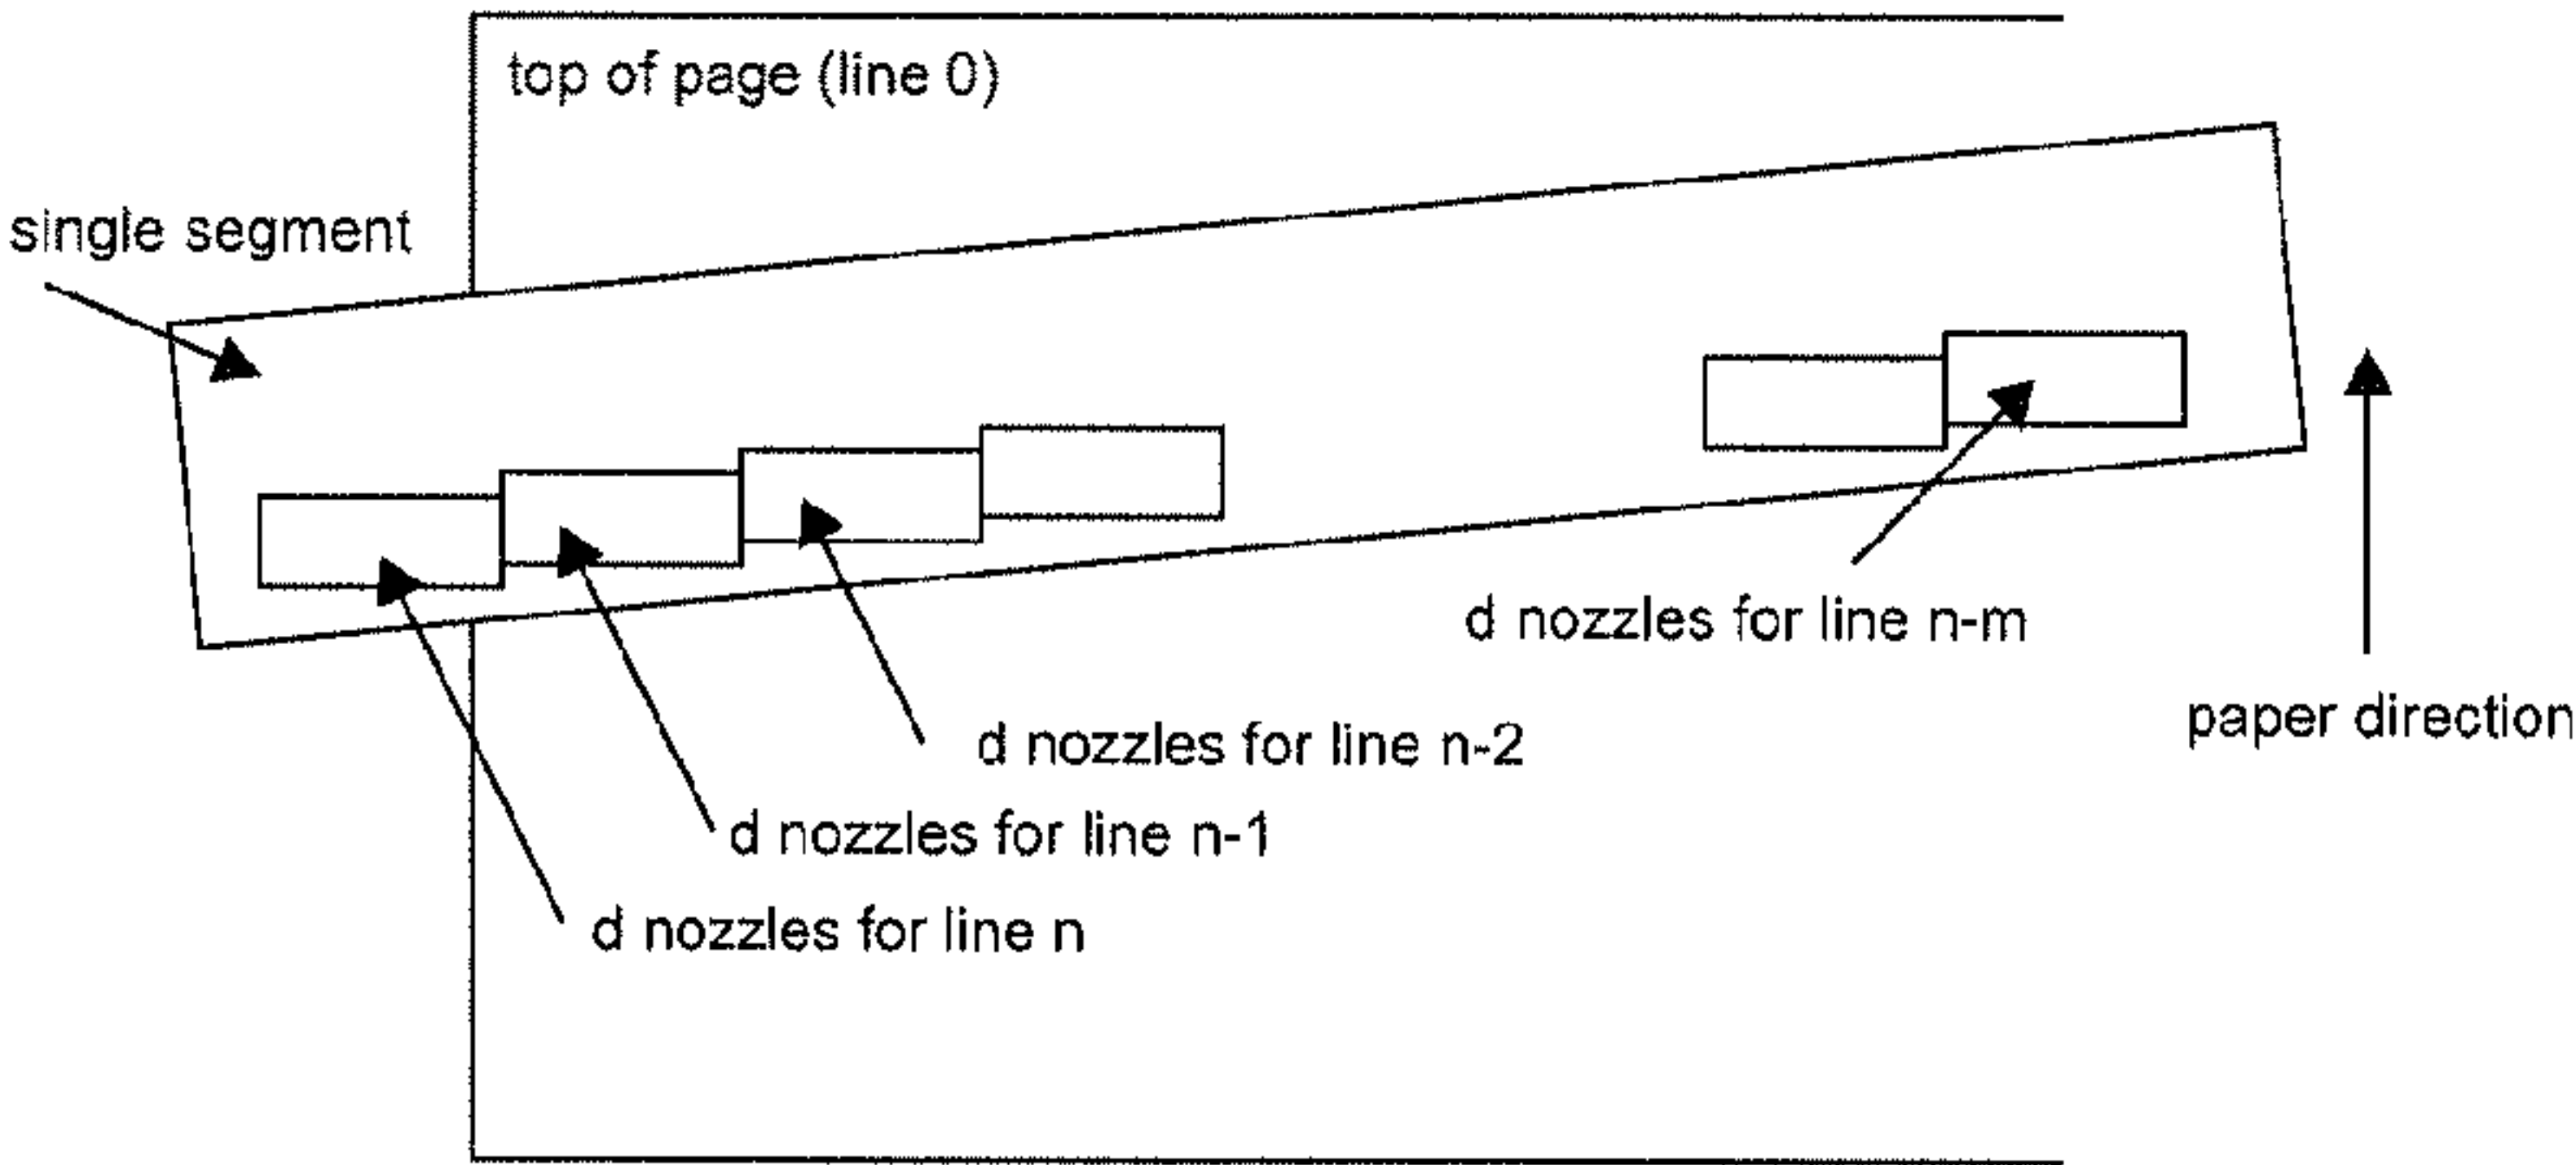 top of page (line 0)
single segment
d nozzles for line n-m
paper direction
d nozzles for line n-2
d nozzles for line n-1
d nozzles for line n